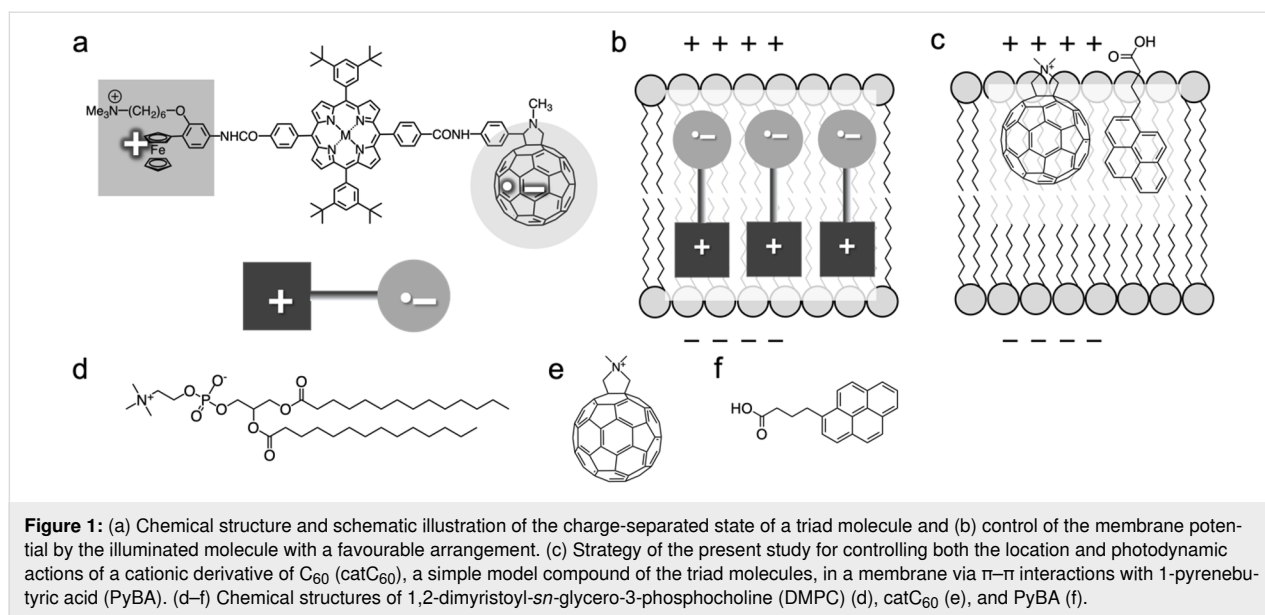 a
b
c
+ + + +
+ + + +
OH
O
N+
Me3N
⊕
(CH2)6
O
+
Fe
NHCO
N
N
M
N
N
CONH
CH3
N
•−
•− •− •−
+ + +
+
•−
− − − −
− − − −
d
e
f
N+
O
P
O-
O
O
O
O
O
O
N+
HO
O
Figure 1: (a) Chemical structure and schematic illustration of the charge-separated state of a triad molecule and (b) control of the membrane poten-
tial by the illuminated molecule with a favourable arrangement. (c) Strategy of the present study for controlling both the location and photodynamic
actions of a cationic derivative of C60 (catC60), a simple model compound of the triad molecules, in a membrane via π–π interactions with 1-pyrenebu-
tyric acid (PyBA). (d–f) Chemical structures of 1,2-dimyristoyl-sn-glycero-3-phosphocholine (DMPC) (d), catC60 (e), and PyBA (f).